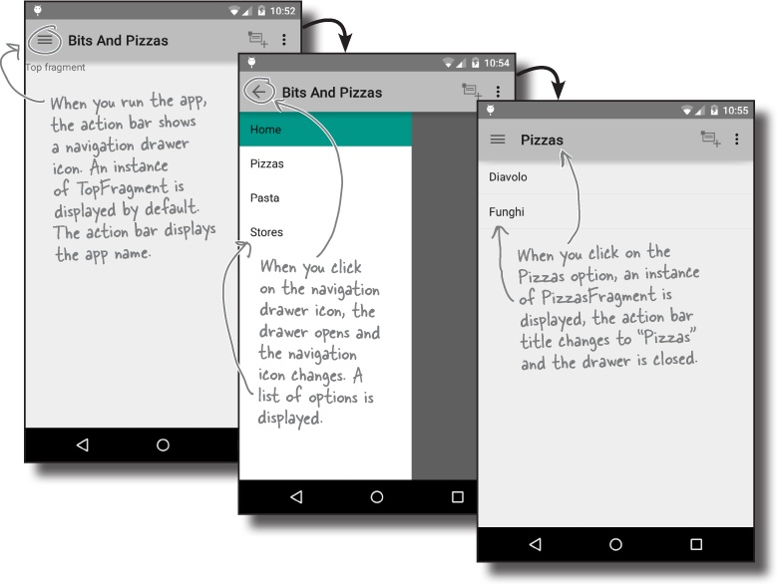 10:52
Bits And Pizzas
Top fragment
When you run the app,
the action bar shows
a navigation drawer
icon. An instance
of TopFragment is
displayed by default.
The action bar displays
the app name.
10:54
Bits And Pizzas
Home
Pizzas
Pasta
Stores
When you click
on the navigation
drawer icon, the
drawer opens and
the navigation
icon changes. A
list of options is
displayed.
10:55
Pizzas
Diavolo
Funghi
When you click on the
Pizzas option, an instance
of PizzasFragment is
displayed, the action bar
title changes to "Pizzas"
and the drawer is closed.